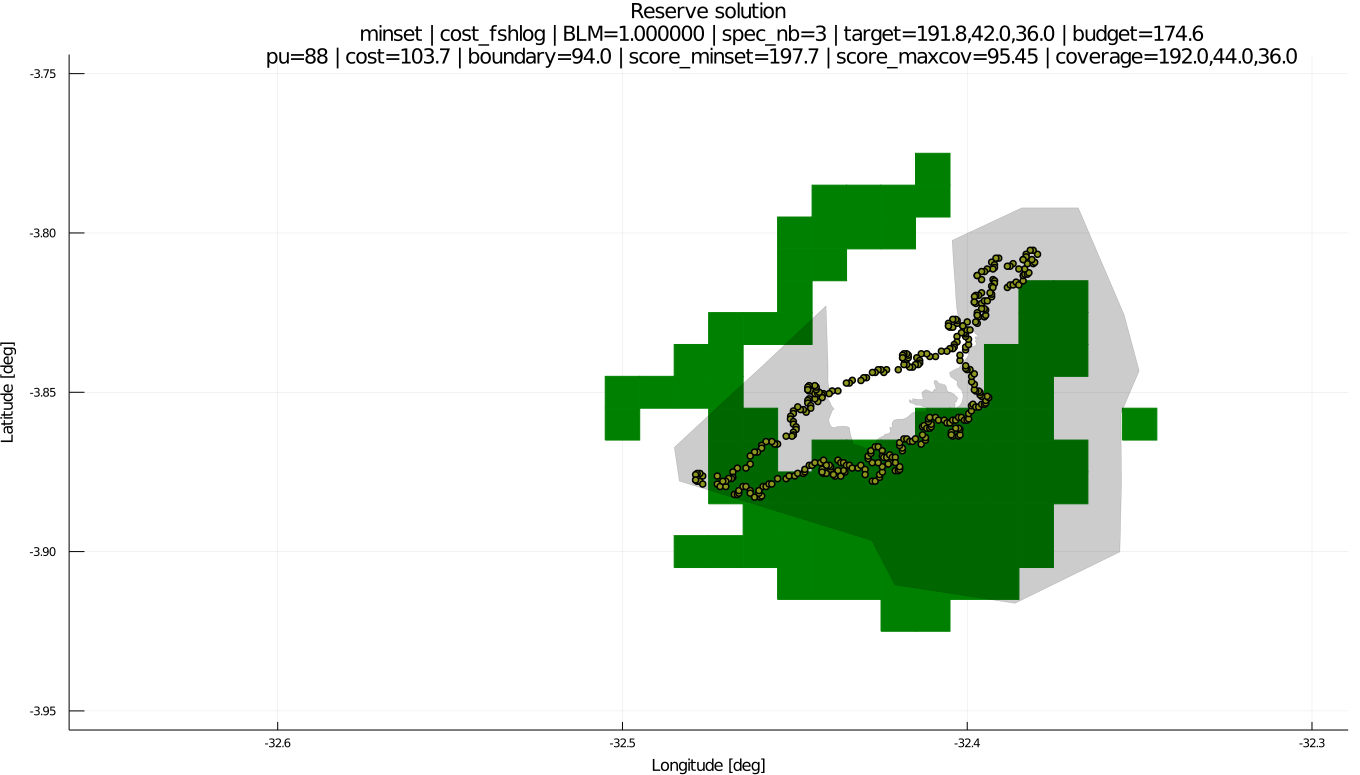 Reserve solution
minset | cost_fshlog | BLM=1.000000 | spec_nb=3 | target=191.8,42.0,36.0 | budget=174.6
pu=88 | cost=103.7 | boundary=94.0 | score_minset=197.7 | score_maxcov=95.45 | coverage=192.0,44.0,36.0
-3.75
-3.80
-3.85
-3.90
-3.95
Latitude [deg]
-32.6
-32.5
-32.4
-32.3
Longitude [deg]